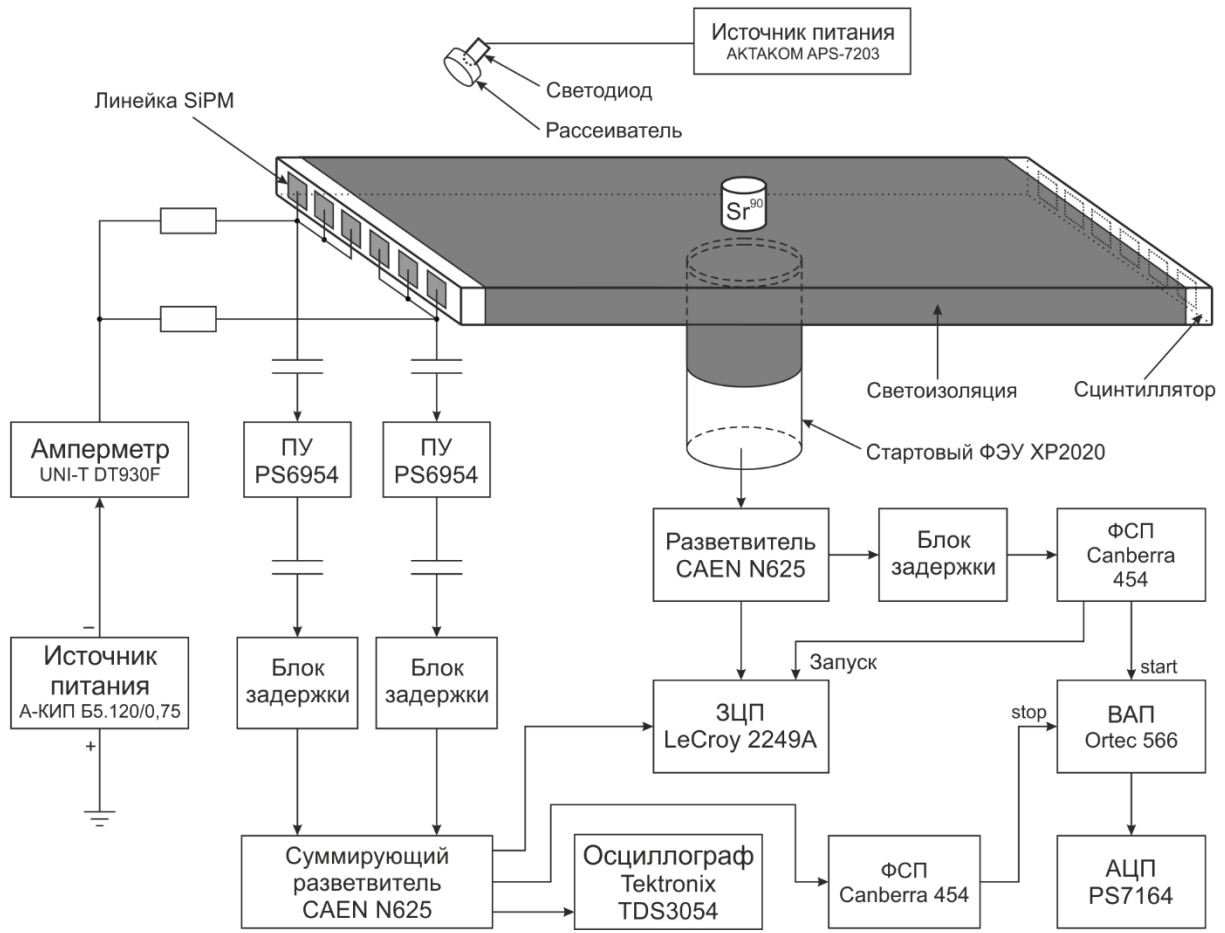 Источник питания
АКТАКОМ APS-7203
Светодиод
Рассеиватель
Линейка SiPM
Sr90
Светоизоляция
Сцинтиллятор
Стартовый ФЭУ XP2020
Амперметр
UNI-T DT930F
ПУ
PS6954
ПУ
PS6954
Разветвитель
CAEN N625
Блок
задержки
ФСП
Canberra
454
–
Источник
питания
А-КИП Б5.120/0,75
+
Блок
задержки
Блок
задержки
Запуск
start
ЗЦП
LeCroy 2249A
stop
ВАП
Ortec 566
Суммирующий
разветвитель
CAEN N625
Осциллограф
Tektronix
TDS3054
ФСП
Canberra 454
АЦП
PS7164